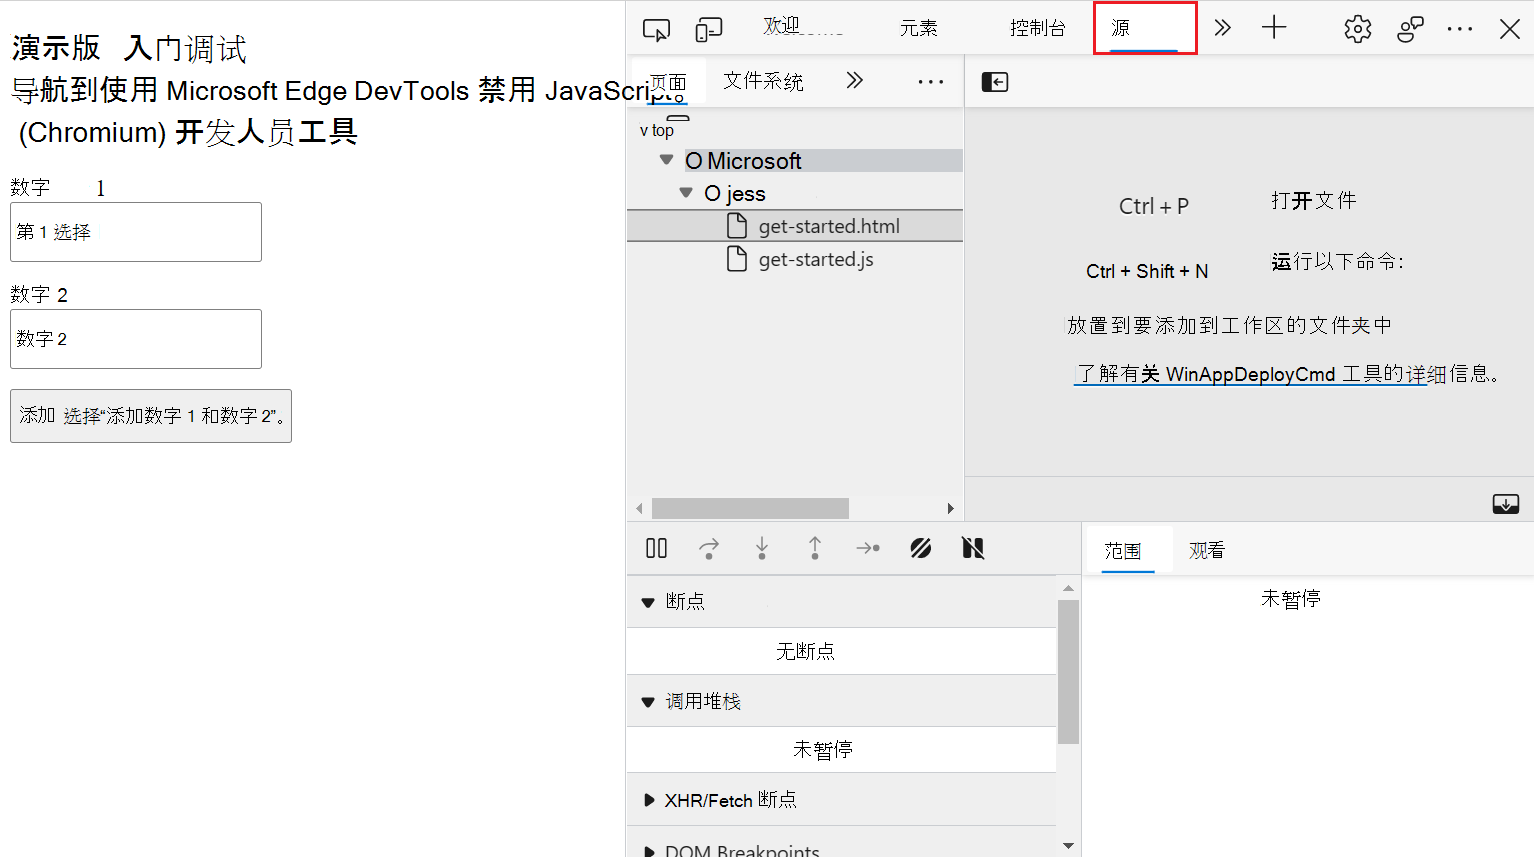 演示版 入门调试
导航到使用 Microsoft Edge DevTools 禁用 JavaScript。
(Chromium) 开发人员工具
数字 1
第 1 选择
数字 2
数字 2
添加 选择“添加数字 1 和数字 2”。
欢迎 元素 控制台 源
页面 文件系统
v top
O Microsoft
O jess
get-started.html
get-started.js
Ctrl + P 打开文件
Ctrl + Shift + N 运行以下命令:
放置到要添加到工作区的文件夹中
了解有关 WinAppDeployCmd 工具的详细信息。
断点
无断点
调用堆栈
未暂停
XHR/Fetch 断点
DOM Breakpoints
范围 观看
未暂停